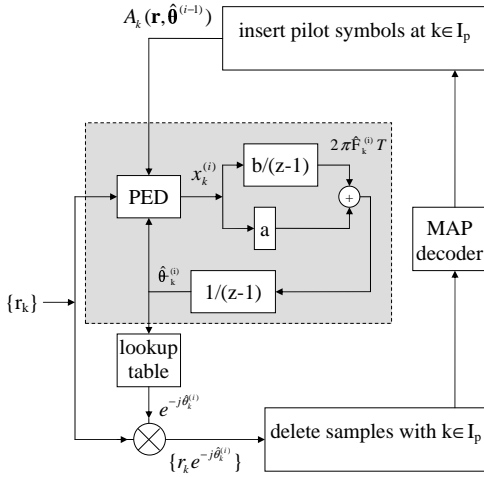 A_k(r, θ̂^(i-1))
insert pilot symbols at k∈I_p
2πF̂_k^(i)T
x_k^(i)
b/(z-1)
PED
+
a
MAP
decoder
θ̂_k^(i)
1/(z-1)
{r_k}
lookup
table
e^{-jθ̂_k^(i)}
delete samples with k∈I_p
{r_k e^{-jθ̂_k^(i)}}